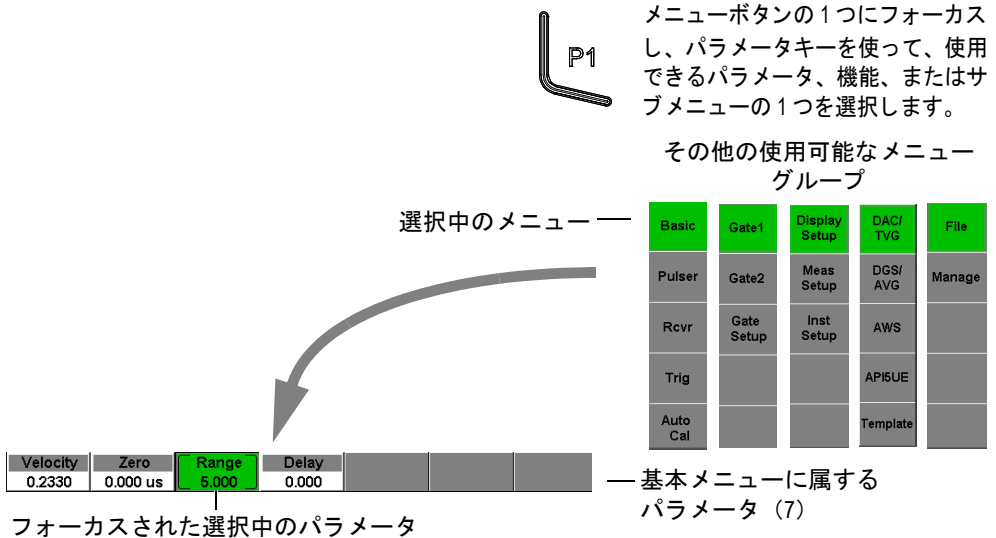 P1
メニューボタンの1つにフォーカス
し、パラメータキーを使って、使用
できるパラメータ、機能、またはサ
ブメニューの1つを選択します。
その他の使用可能なメニュー
グループ
選択中のメニュー
Basic
Pulser
Rcvr
Trig
Auto
Cal
Gate1
Gate2
Gate
Setup
Display
Setup
Meas
Setup
Inst
Setup
DAC/
TVG
DGS/
AVG
AWS
API5UE
Template
File
Manage
Velocity
0.2330
Zero
0.000 us
Range
5.000
Delay
0.000
基本メニューに属する
パラメータ（7）
フォーカスされた選択中のパラメータ